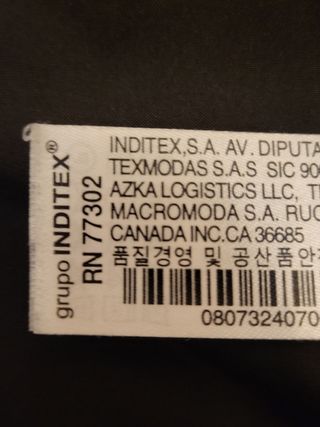 grupo INDITEX®
RN 77302
INDITEX,S.A. AV. DIPUTA
TEXMODAS S.A.S SIC 90
AZKA LOGISTICS LLC, T
MACROMODA S.A. RUC
CANADA INC.CA 36685
품질경영 및 공산품안
080732407